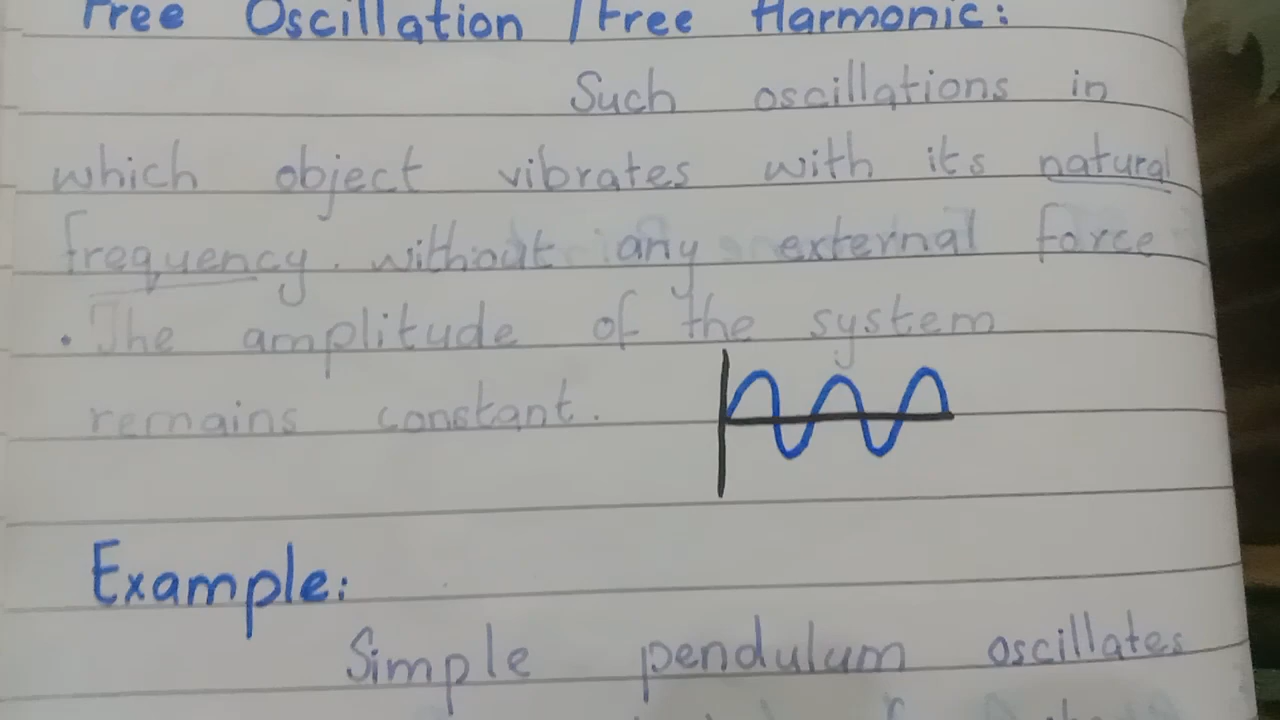 Free Oscillation / Free Harmonic:
Such oscillations in
which object vibrates with its natural
frequency. without any external force
. The amplitude of the system
remains constant.
Example:
Simple pendulum oscillates